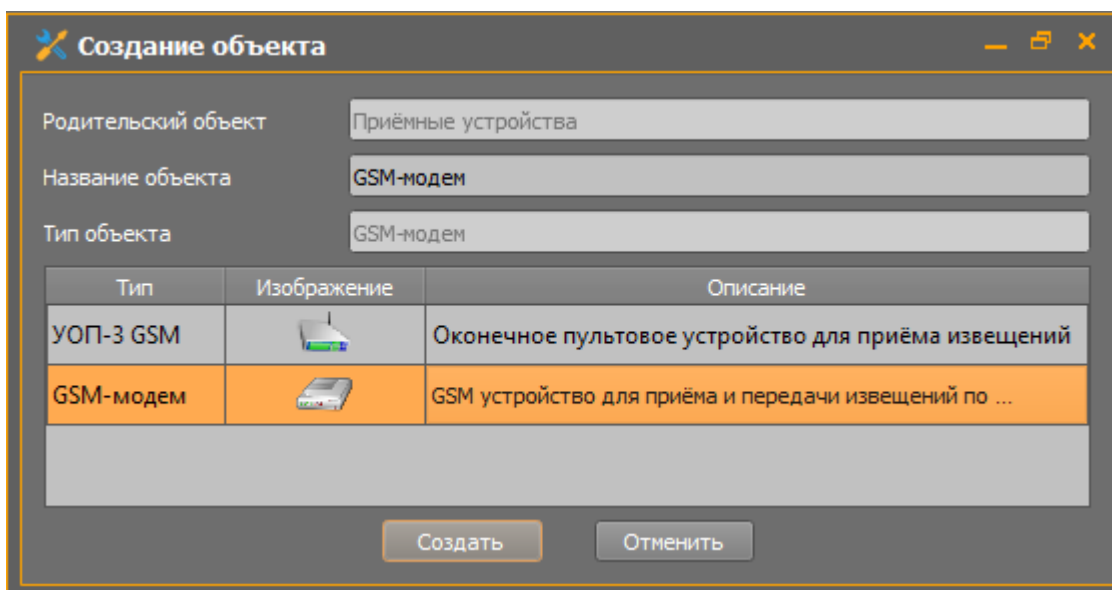 Создание объекта
Родительский объект Приёмные устройства
Название объекта GSM-модем
Тип объекта GSM-модем
Тип Изображение Описание
УОП-3 GSM Оконечное пультовое устройство для приёма извещений
GSM-модем GSM устройство для приёма и передачи извещений по ...
Создать Отменить